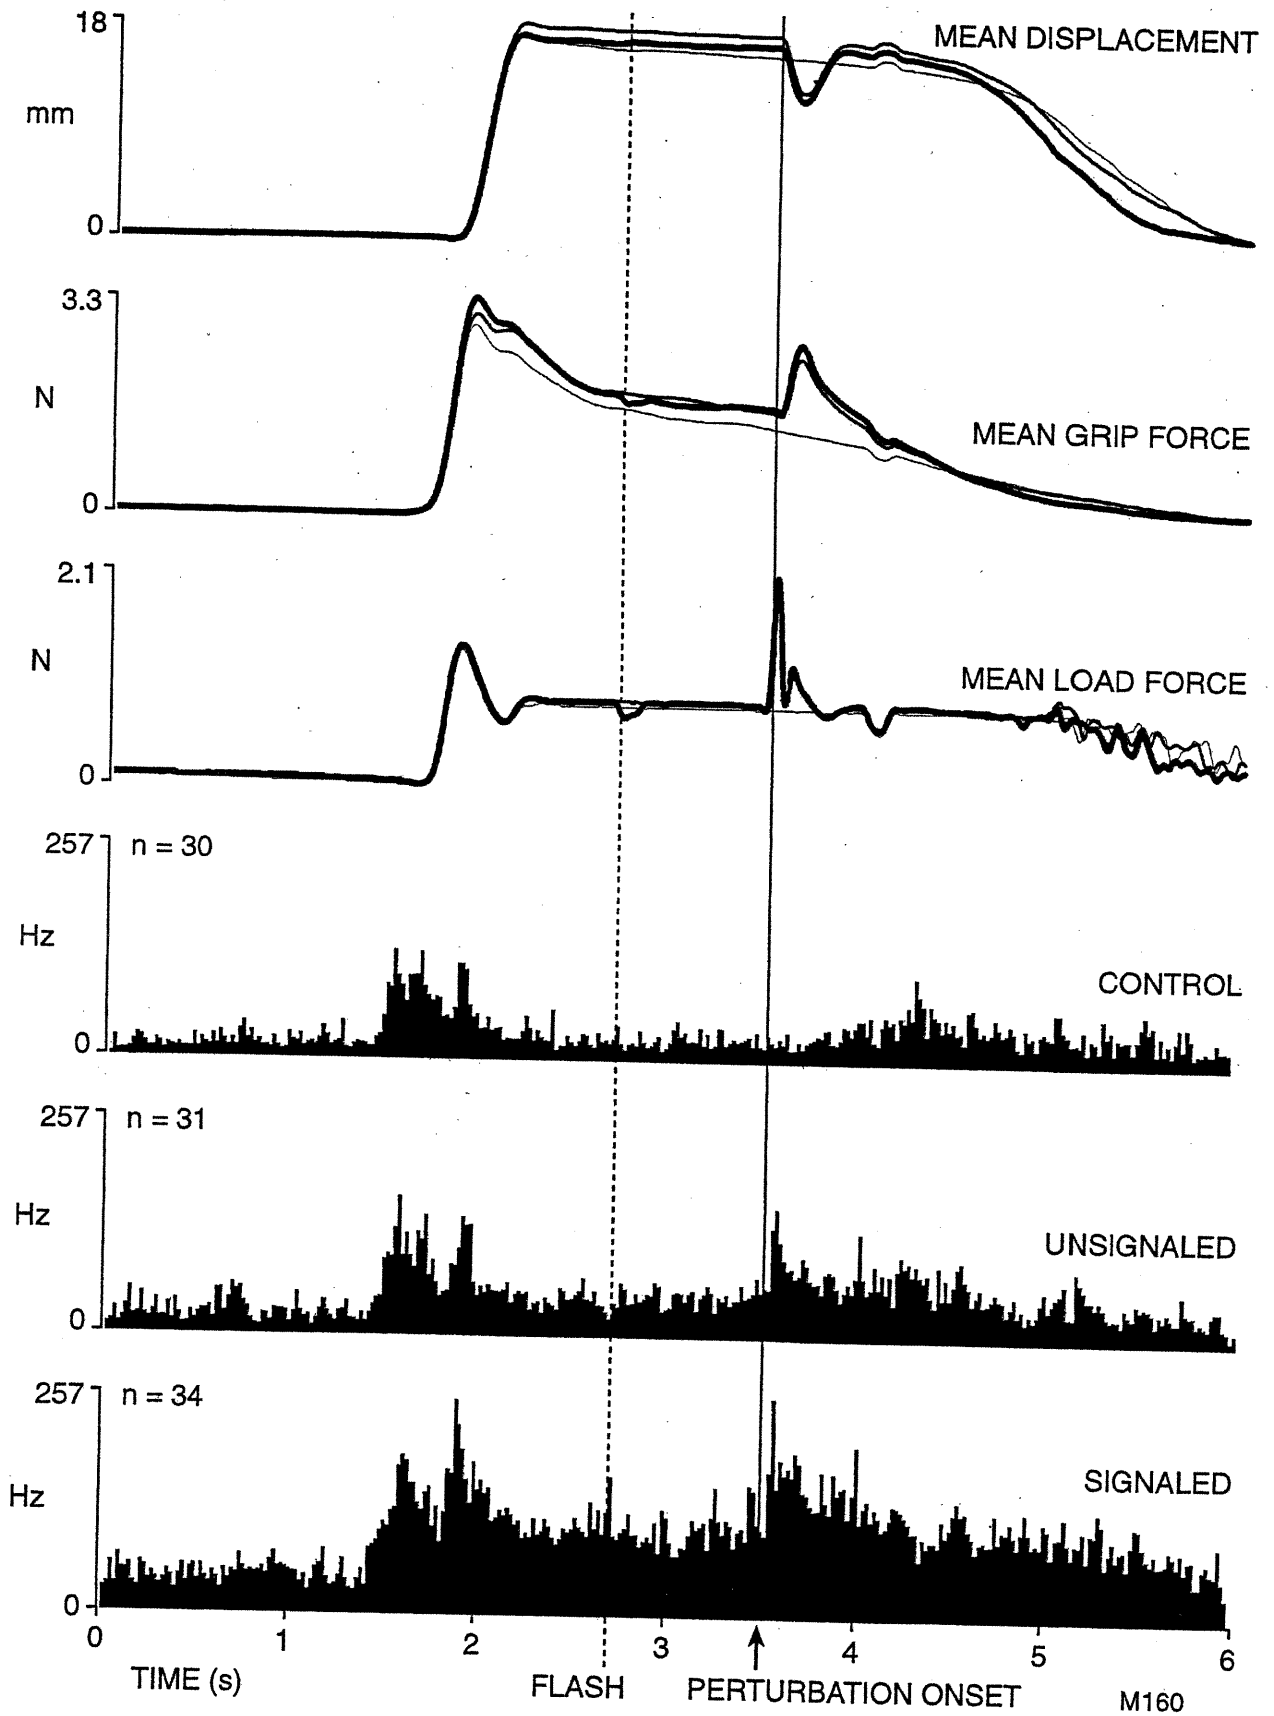 18
MEAN DISPLACEMENT
mm
0
3.3
N
MEAN GRIP FORCE
0
2.1
N
MEAN LOAD FORCE
0
257
n = 30
Hz
CONTROL
0
257
n = 31
Hz
UNSIGNALED
0
257
n = 34
Hz
SIGNALED
0
0 1 2 3 4 5 6
TIME (s)
FLASH
PERTURBATION ONSET
M160